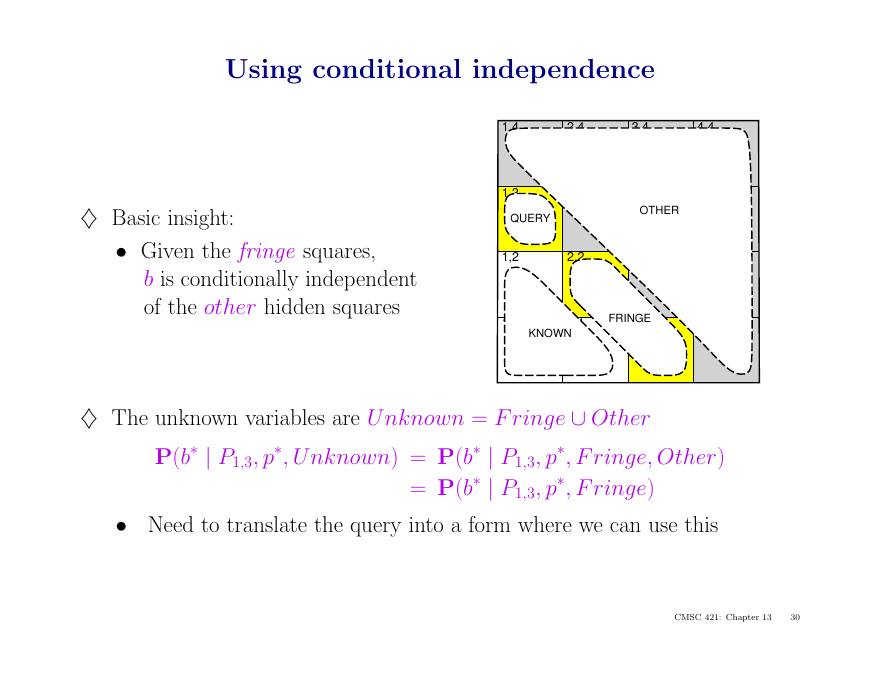 Using conditional independence
1,4 2,4 3,4 4,4
1,3
QUERY
OTHER
1,2 2,2
FRINGE
KNOWN
♢ Basic insight:
• Given the fringe squares,
b is conditionally independent
of the other hidden squares
♢ The unknown variables are Unknown = Fringe ∪ Other
P(b* | P1,3, p*, Unknown) = P(b* | P1,3, p*, Fringe, Other)
= P(b* | P1,3, p*, Fringe)
• Need to translate the query into a form where we can use this
CMSC 421: Chapter 13 30